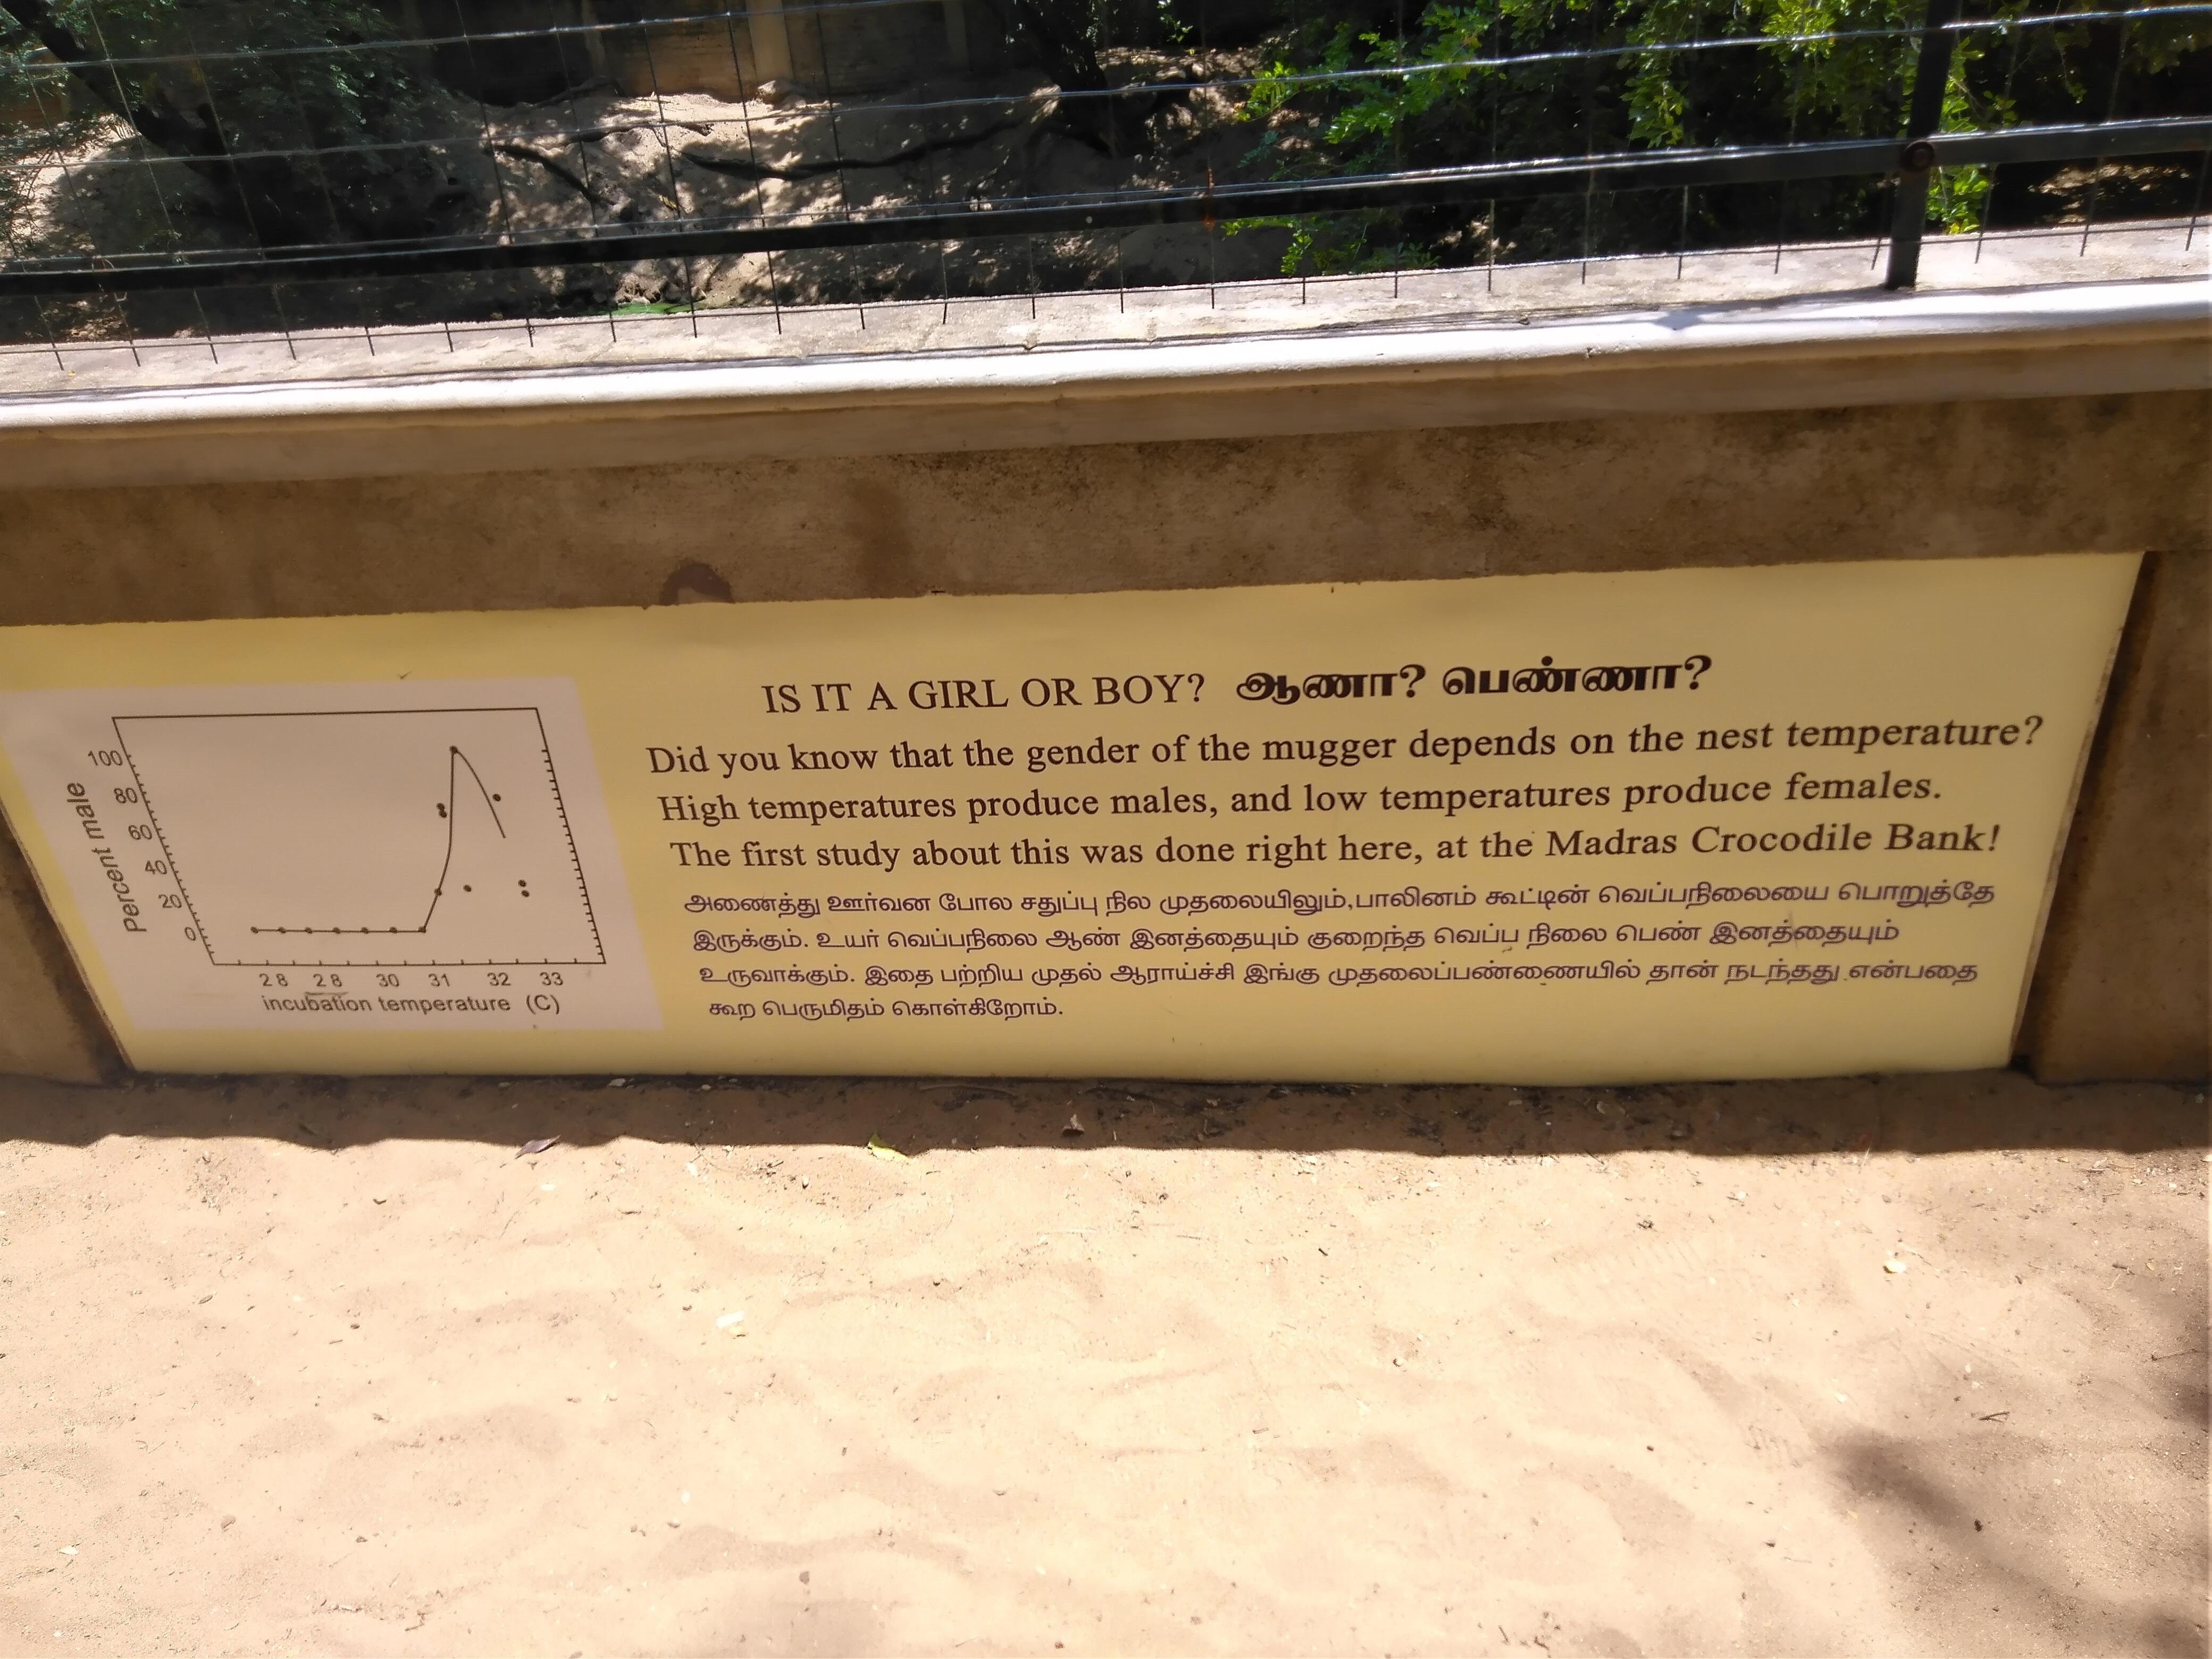 IS IT A GIRL OR BOY? ஆணா? பெண்ணா?
Did you know that the gender of the mugger depends on the nest temperature?
High temperatures produce males, and low temperatures produce females.
The first study about this was done right here, at the Madras Crocodile Bank!
அணைத்து ஊர்வன போல சதுப்பு நில முதலையிலும்,பாலினம் கூட்டின் வெப்பநிலையை பொறுத்தே
இருக்கும். உயர் வெப்பநிலை ஆண் இனத்தையும் குறைந்த வெப்ப நிலை பெண் இனத்தையும்
உருவாக்கும். இதை பற்றிய முதல் ஆராய்ச்சி இங்கு முதலைப்பண்ணையில் தான் நடந்தது என்பதை
கூற பெருமிதம் கொள்கிறோம்.
Percent male
100
80
60
40
20
0
28 28 30 31 32 33
incubation temperature (C)